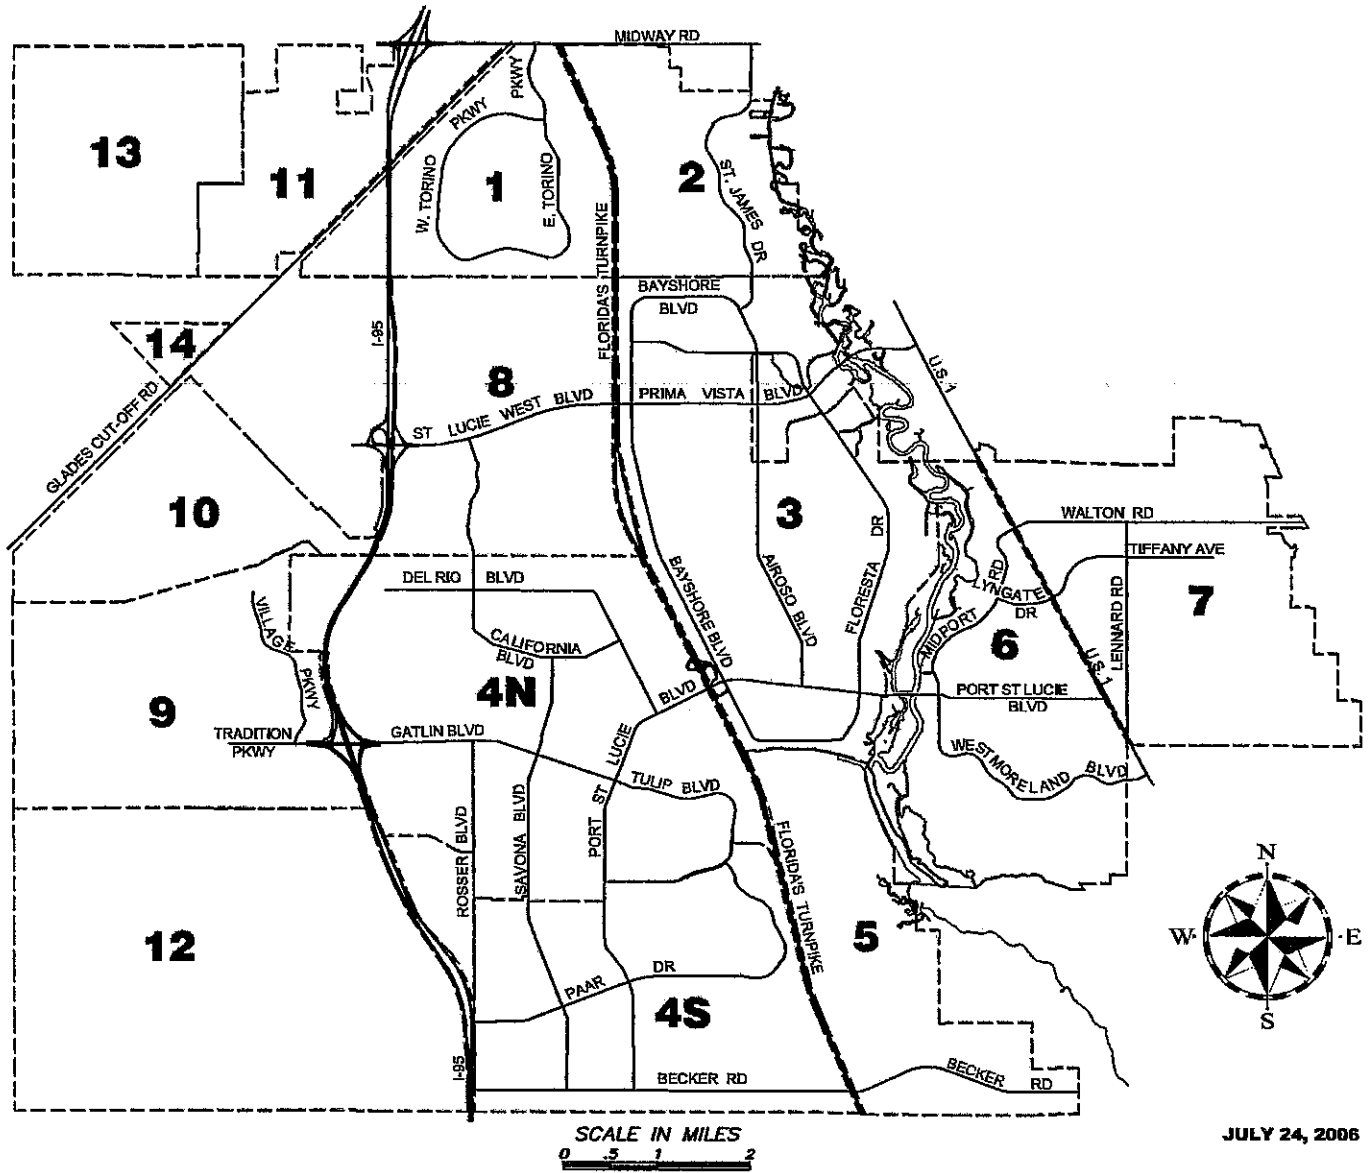 MIDWAY RD
13
11
PKWY
PKWY
W. TORINO
1
E. TORINO
2
ST. JAMES DR
FLORIDA'S TURNPIKE
BAYSHORE
BLVD
14
I-95
8
U.S. 1
GLADES CUT-OFF RD
ST LUCIE WEST BLVD
PRIMA VISTA BLVD
10
3
WALTON RD
TIFFANY AVE
DEL RIO BLVD
BAYSHORE BLVD
AIROSO BLVD
FLORESTA DR
RD
LYNGATE
DR
LENNARD RD
7
VILLAGE PKWY
CALIFORNIA
BLVD
MIDPORT
6
U.S. 1
4N
9
PORT ST LUCIE
BLVD
TRADITION
PKWY
GATLIN BLVD
PORT ST LUCIE BLVD
TULIP BLVD
WESTMORELAND BLVD
ROSSER BLVD
SAVONA BLVD
FLORIDA'S TURNPIKE
N
W
E
S
12
5
PAAR DR
4S
I-95
BECKER RD
BECKER RD
SCALE IN MILES
0 .5 1 2
JULY 24, 2006